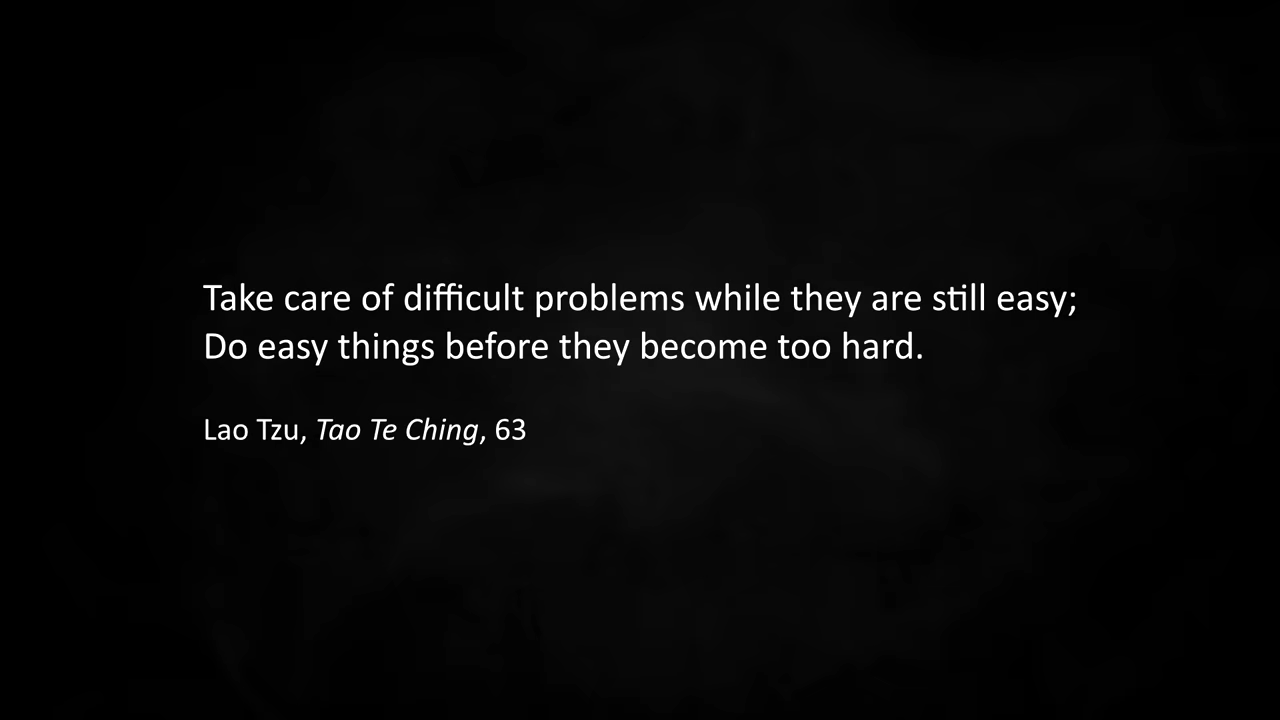 Take care of difficult problems while they are still easy;
Do easy things before they become too hard.
Lao Tzu, Tao Te Ching, 63